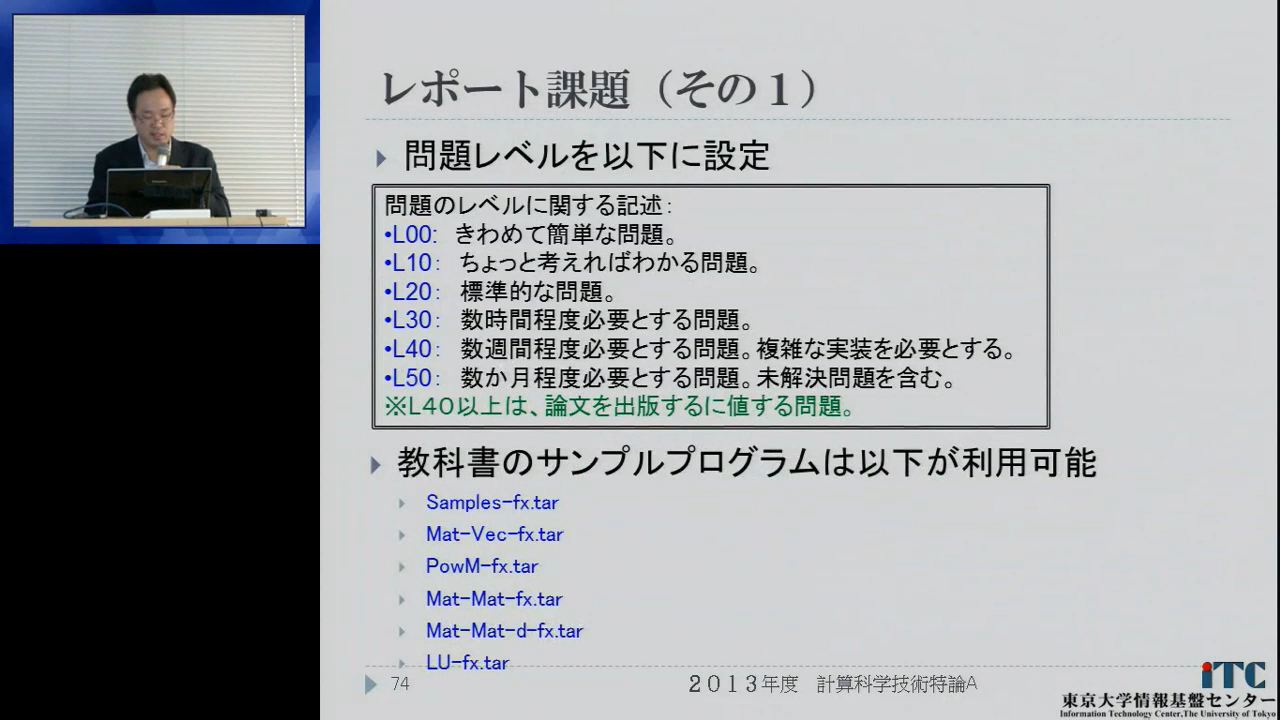 レポート課題（その１）
問題レベルを以下に設定
問題のレベルに関する記述：
•L00： きわめて簡単な問題。
•L10： ちょっと考えればわかる問題。
•L20： 標準的な問題。
•L30： 数時間程度必要とする問題。
•L40： 数週間程度必要とする問題。複雑な実装を必要とする。
•L50： 数か月程度必要とする問題。未解決問題を含む。
※L４０以上は、論文を出版するに値する問題。
教科書のサンプルプログラムは以下が利用可能
Samples-fx.tar
Mat-Vec-fx.tar
PowM-fx.tar
Mat-Mat-fx.tar
Mat-Mat-d-fx.tar
LU-fx.tar
74
２０１３年度 計算科学技術特論A
iTC
東京大学情報基盤センター
Information Technology Center,The University of Tokyo